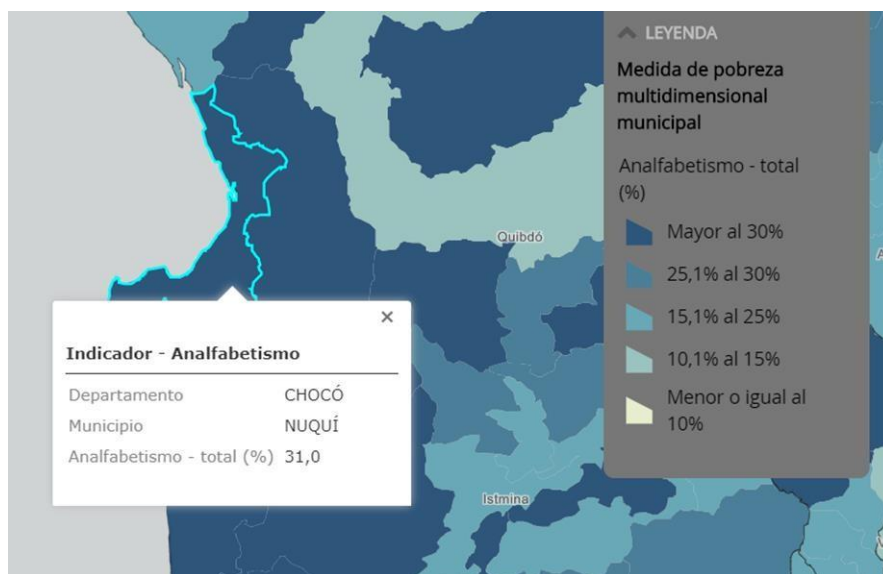 LEYENDA
Medida de pobreza
multidimensional
municipal
Analfabetismo - total
(%)
Mayor al 30%
25,1% al 30%
15,1% al 25%
10,1% al 15%
Menor o igual al
10%
Quibdó
Indicador - Analfabetismo
Departamento CHOCÓ
Municipio NUQUÍ
Analfabetismo - total (%) 31,0
Istmina